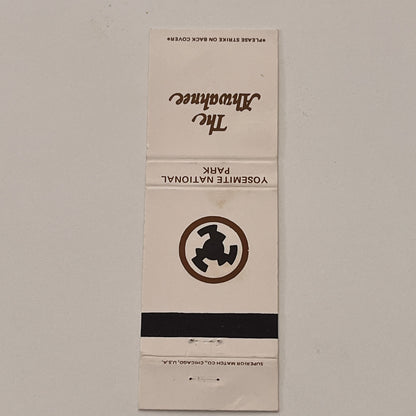 *PLEASE STRIKE ON BACK COVER*
The
Ahwahnee
YOSEMITE NATIONAL
PARK
SUPERIOR MATCH CO., CHICAGO, U.S.A.